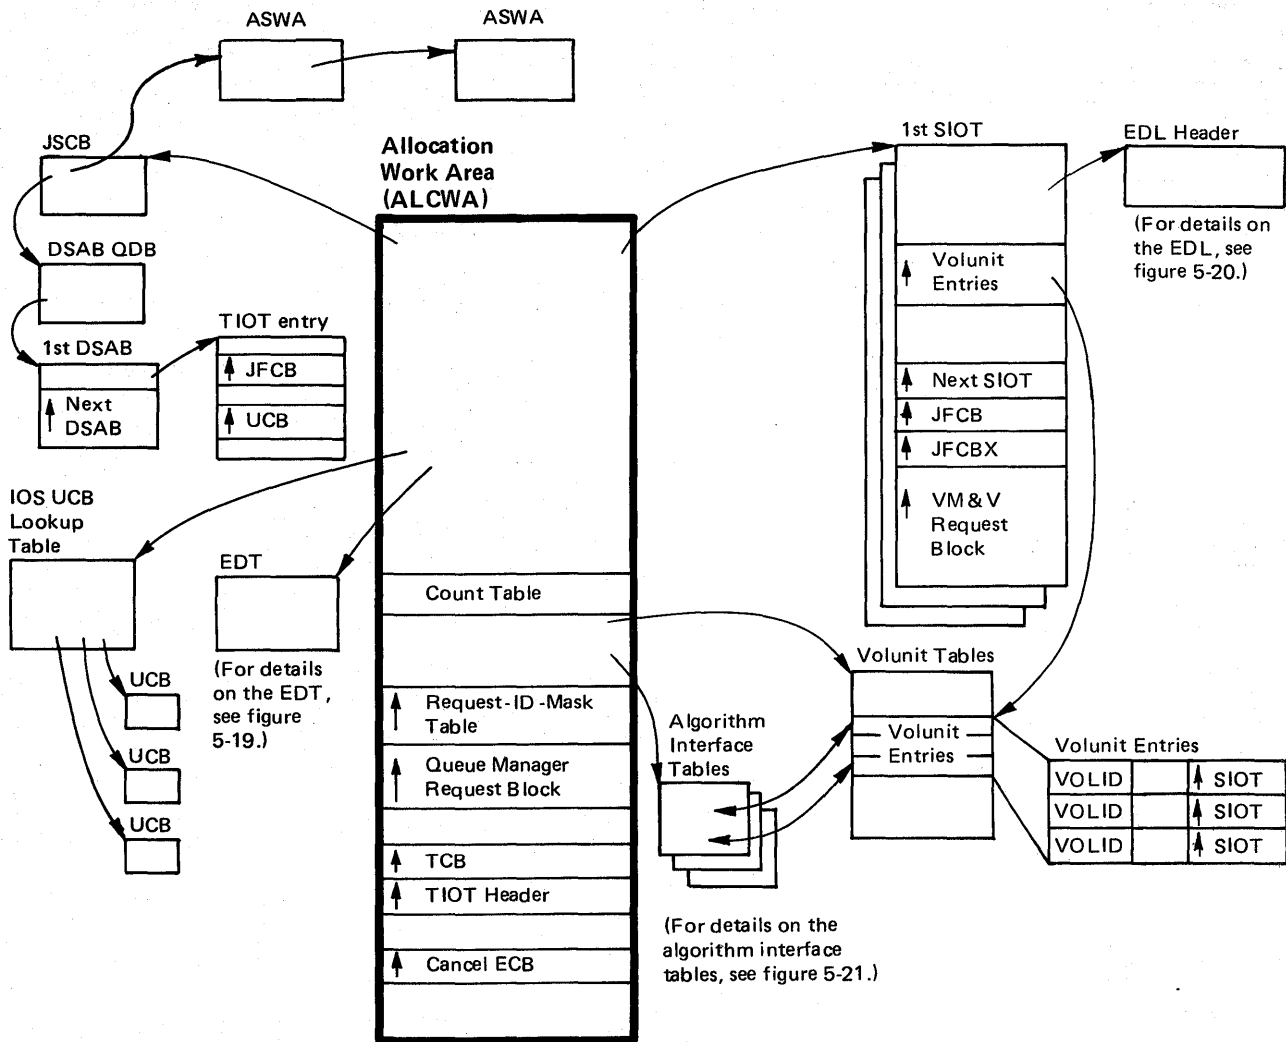 ASWA
ASWA
JSCB
Allocation
Work Area
(ALCWA)
1st SIOT
EDL Header
(For details on
the EDL, see
figure 5-20.)
DSAB QDB
Volunit
Entries
1st DSAB
Next
DSAB
TIOT entry
JFCB
UCB
Next SIOT
JFCB
JFCBX
VM & V
Request
Block
IOS UCB
Lookup
Table
EDT
(For details
on the EDT,
see figure
5-19.)
UCB
UCB
UCB
Count Table
Request-ID-Mask
Table
Queue Manager
Request Block
TCB
TIOT Header
Cancel ECB
Algorithm
Interface
Tables
(For details on the
algorithm interface
tables, see figure 5-21.)
Volunit Tables
Volunit
Entries
Volunit Entries
VOLID SIOT
VOLID SIOT
VOLID SIOT